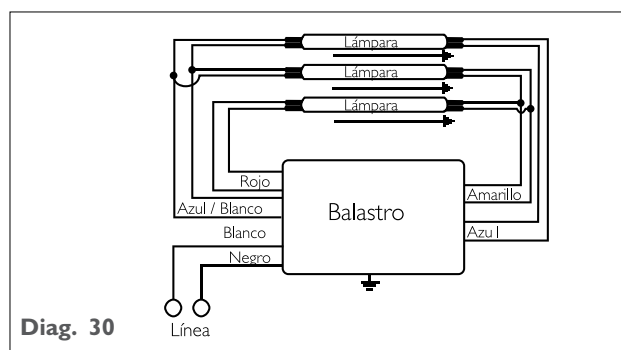 Lámpara
Lámpara
Lámpara
Rojo
Amarillo
Azul / Blanco
Balastro
Blanco
Azu l
Negro
Diag. 30
Línea